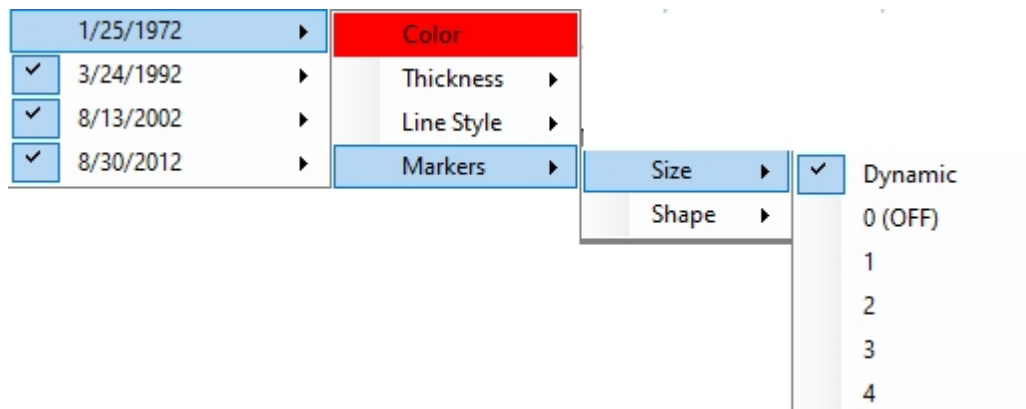 1/25/1972
3/24/1992
8/13/2002
8/30/2012
Color
Thickness
Line Style
Markers
Size
Shape
Dynamic
0 (OFF)
1
2
3
4